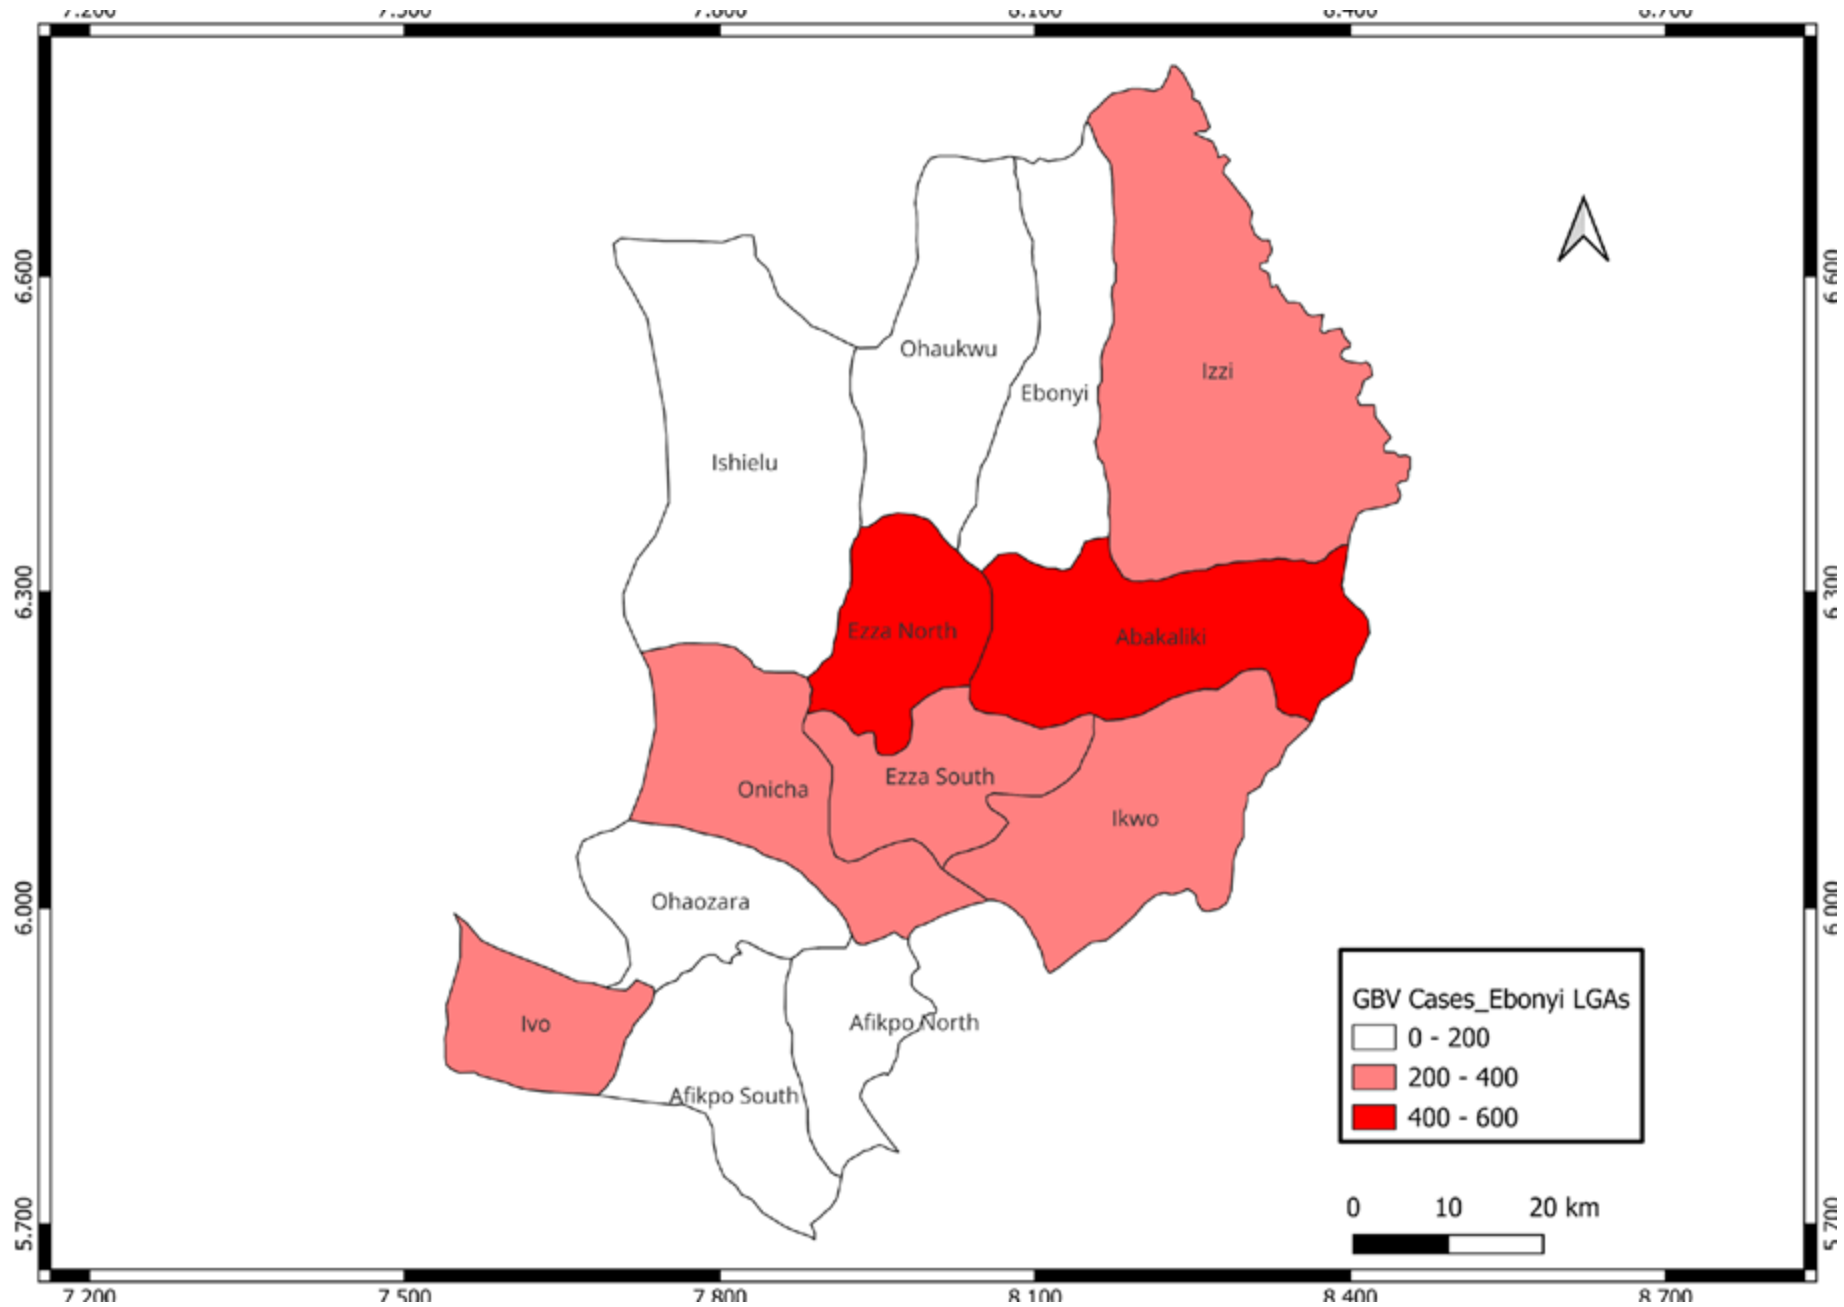 7.200 7.500 7.800 8.100 8.400 8.700
6.600 6.600
Ohaukwu
Izzi
Ebonyi
Ishielu
6.300 6.300
Ezza North
Abakaliki
Ezza South
Onicha
Ikwo
Ohaozara
6.000 6.000
Ivo
Afikpo North
Afikpo South
GBV Cases_Ebonyi LGAs
0 - 200
200 - 400
400 - 600
0 10 20 km
5.700 5.700
7.200 7.500 7.800 8.100 8.400 8.700